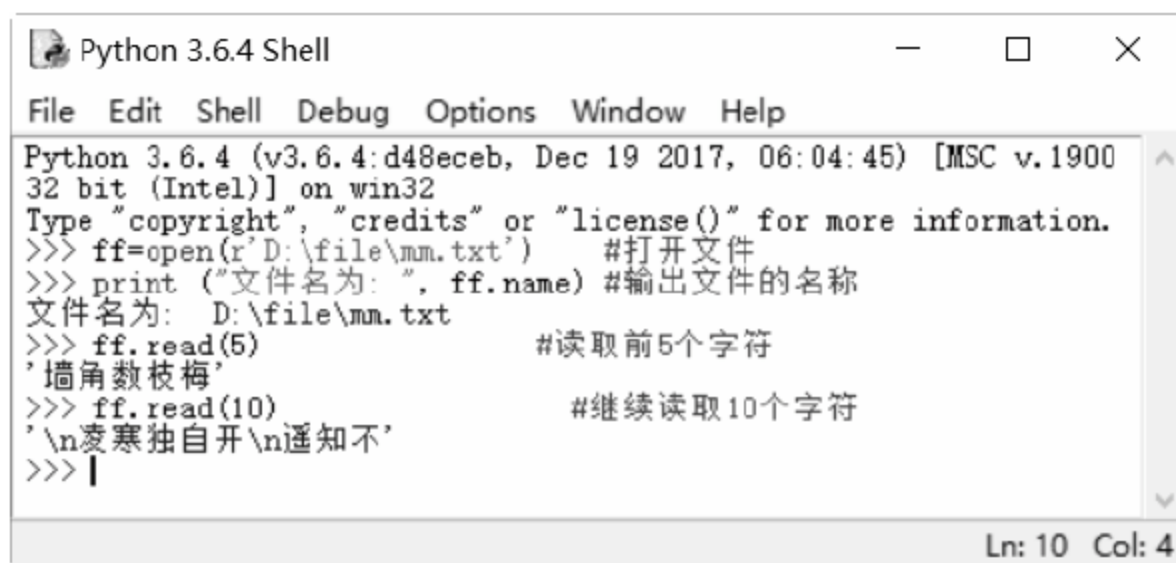 Python 3.6.4 Shell
File Edit Shell Debug Options Window Help
Python 3.6.4 (v3.6.4:d48eceb, Dec 19 2017, 06:04:45) [MSC v.1900
32 bit (Intel)] on win32
Type "copyright", "credits" or "license()" for more information.
>>> ff=open(r'D:\file\mm.txt')    #打开文件
>>> print ("文件名为: ", ff.name) #输出文件的名称
文件名为:  D:\file\mm.txt
>>> ff.read(5)                #读取前5个字符
'墙角数枝梅'
>>> ff.read(10)                 #继续读取10个字符
'\n凌寒独自开\n遥知不'
>>>
Ln: 10 Col: 4